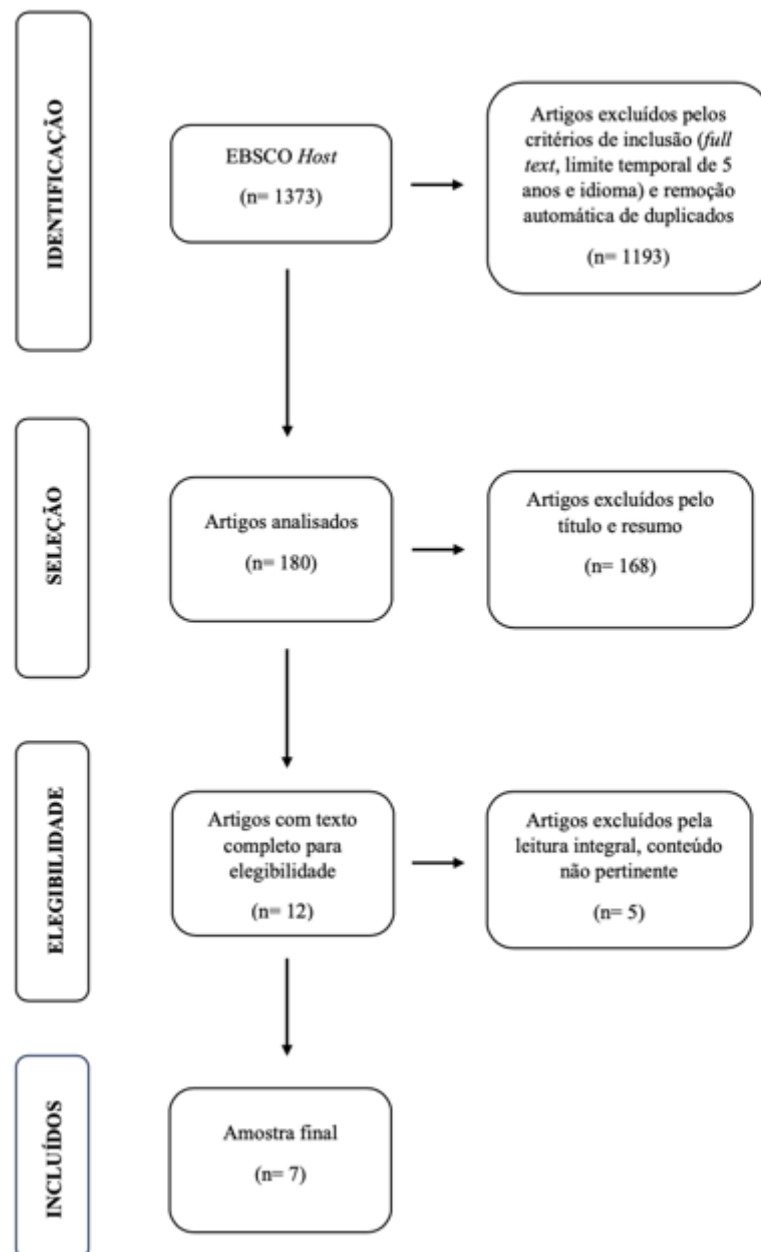 IDENTIFICAÇÃO
EBSCO Host
(n= 1373)
Artigos excluídos pelos
critérios de inclusão (full
text, limite temporal de 5
anos e idioma) e remoção
automática de duplicados
(n= 1193)
SELEÇÃO
Artigos analisados
(n= 180)
Artigos excluídos pelo
título e resumo
(n= 168)
ELEGIBILIDADE
Artigos com texto
completo para
elegibilidade
(n= 12)
Artigos excluídos pela
leitura integral, conteúdo
não pertinente
(n= 5)
INCLUÍDOS
Amostra final
(n= 7)